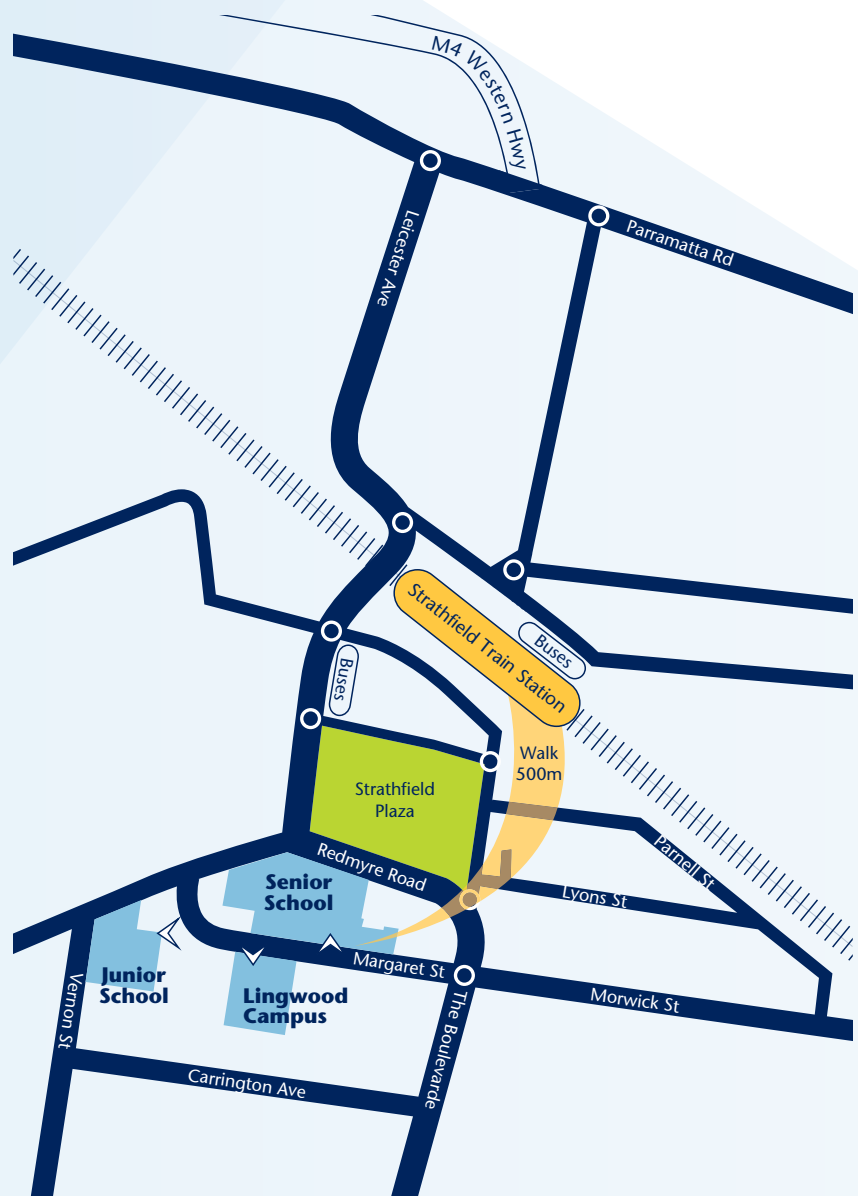 M4 Western Hwy
Parramatta Rd
Leicester Ave
Strathfield Train Station
Buses
Buses
Walk
500m
Strathfield
Plaza
Parnell St
Redmyre Road
Lyons St
Senior
School
Margaret St
Junior
School
Lingwood
Campus
Morwick St
Vernon St
The Boulevarde
Carrington Ave